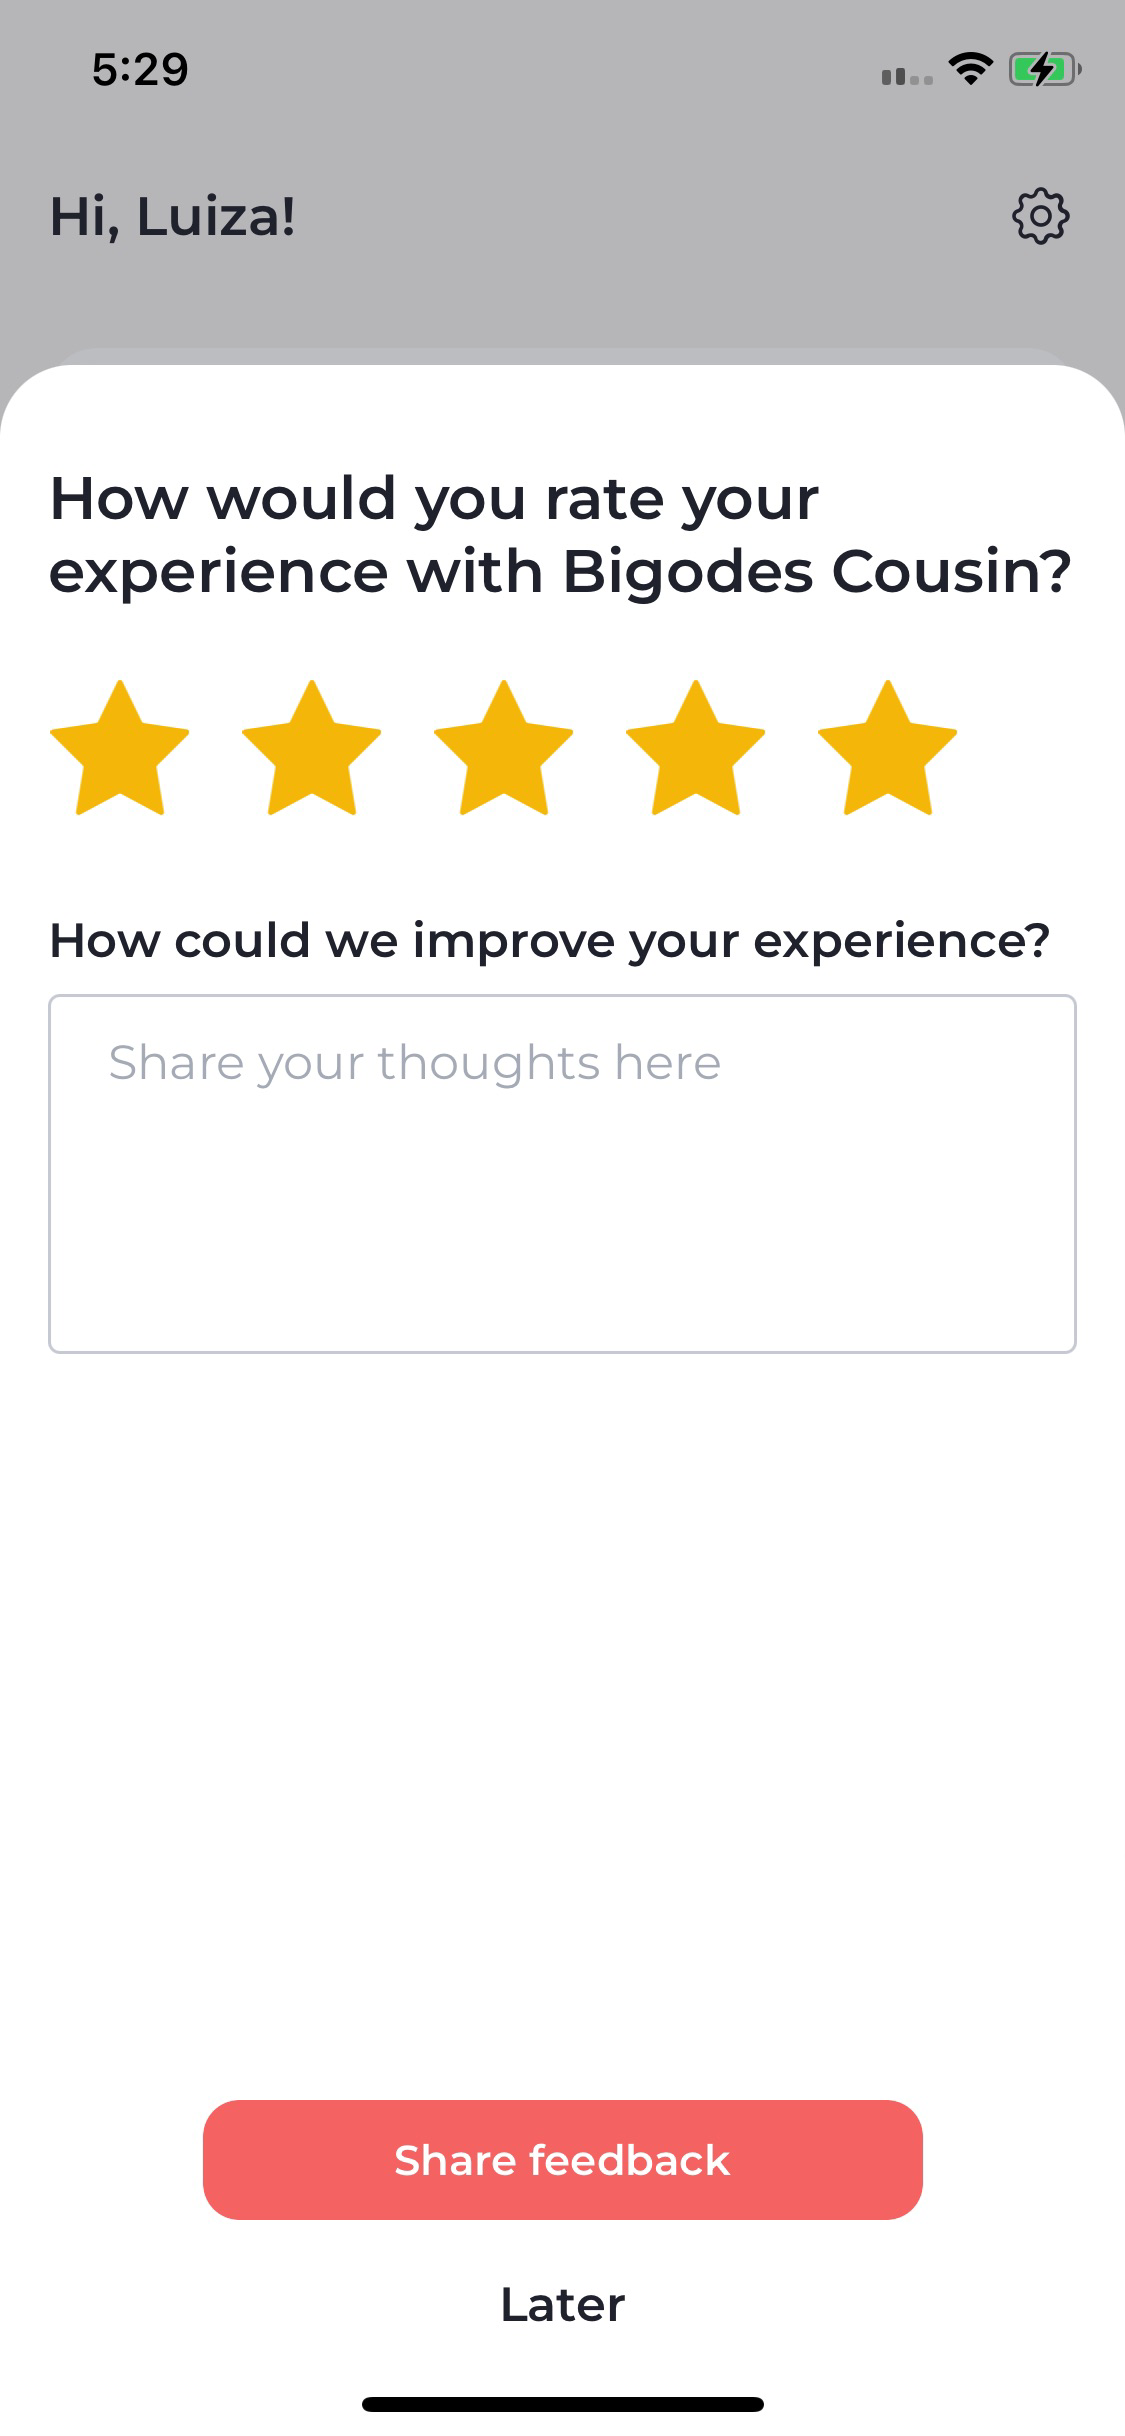 5:29
Hi, Luiza!
How would you rate your
experience with Bigodes Cousin?
How could we improve your experience?
Share your thoughts here
Share feedback
Later